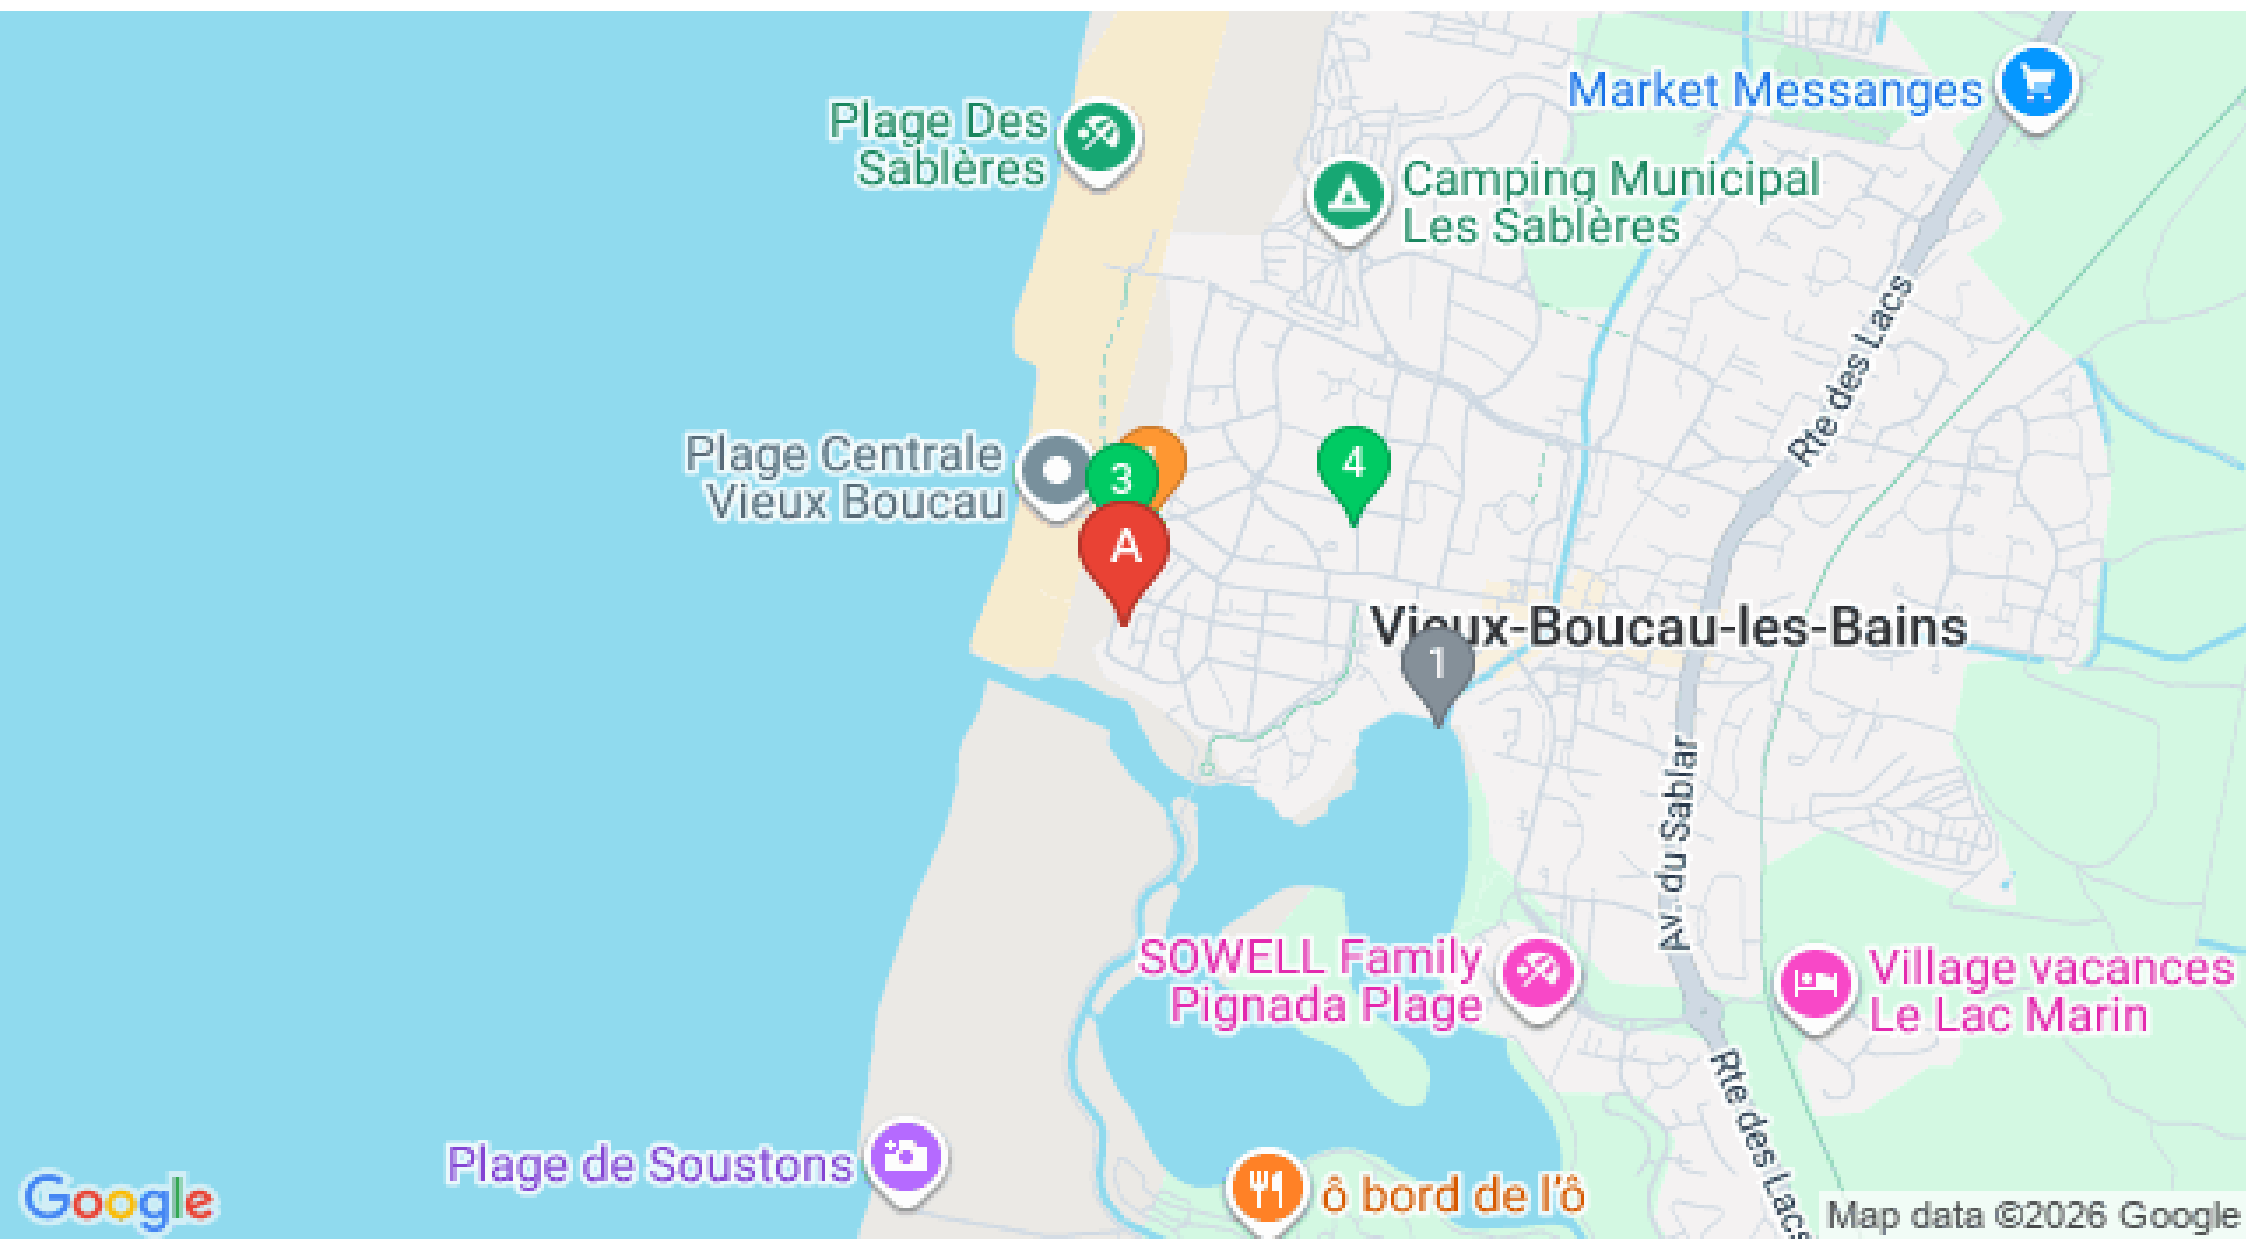 Market Messanges
Plage Des
Sablères
Camping Municipal
Les Sablères
Rte des Lacs
Plage Centrale
Vieux Boucau
3
4
A
Vieux-Boucau-les-Bains
1
Av. du Sablar
SOWELL Family
Pignada Plage
Village vacances
Le Lac Marin
Rte des Lacs
Plage de Soustons
ô bord de l'ô
Google
Map data ©2026 Google